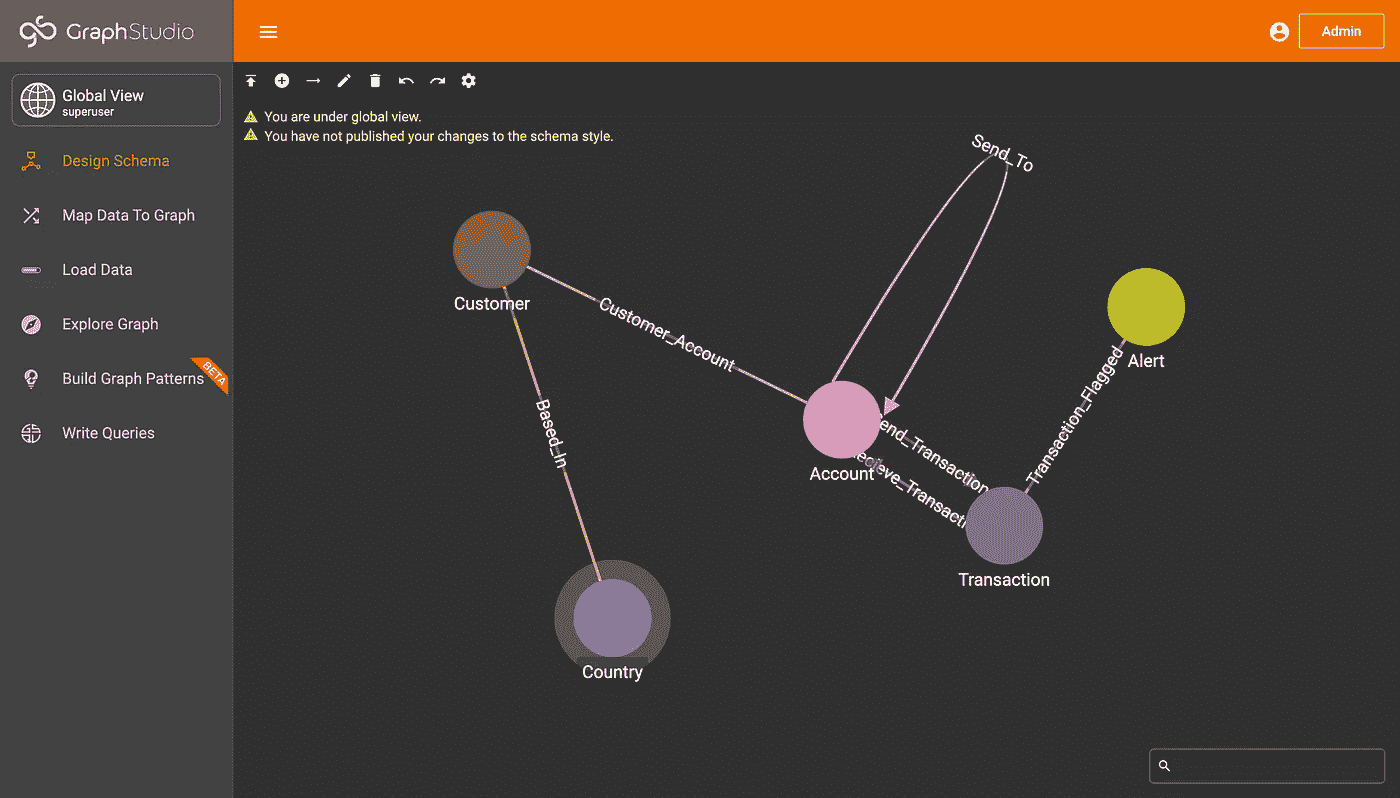 GraphStudio
Admin
Global View
superuser
You are under global view.
You have not published your changes to the schema style.
Design Schema
Map Data To Graph
Load Data
Explore Graph
Build Graph Patterns
BETA
Write Queries
Send_To
Customer
Customer_Account
Alert
Transaction_Flagged
Based_In
Account
end_Transaction
ecieve_Transacti
Transaction
Country